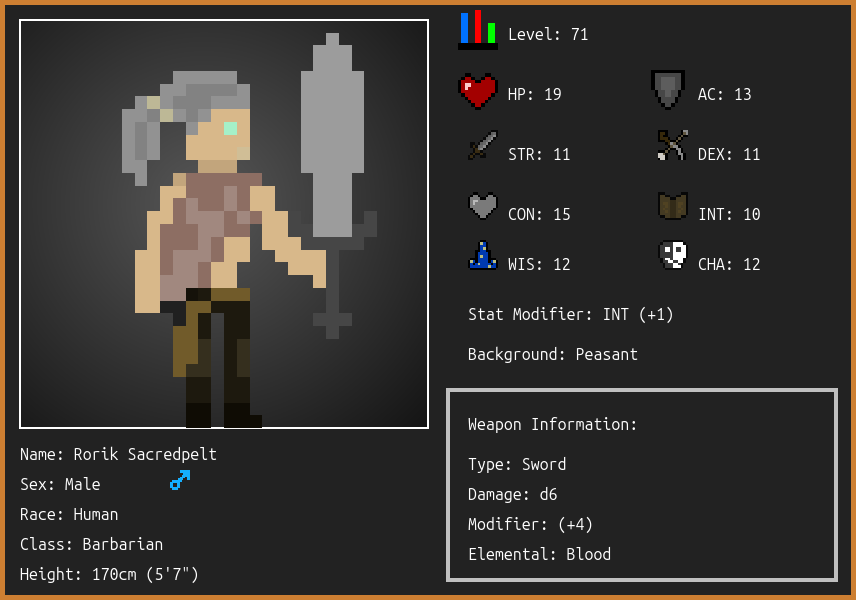 Level: 71
HP: 19
AC: 13
STR: 11
DEX: 11
CON: 15
INT: 10
WIS: 12
CHA: 12
Stat Modifier: INT (+1)
Background: Peasant
Weapon Information:
Type: Sword
Damage: d6
Modifier: (+4)
Elemental: Blood
Name: Rorik Sacredpelt
Sex: Male
Race: Human
Class: Barbarian
Height: 170cm (5'7")